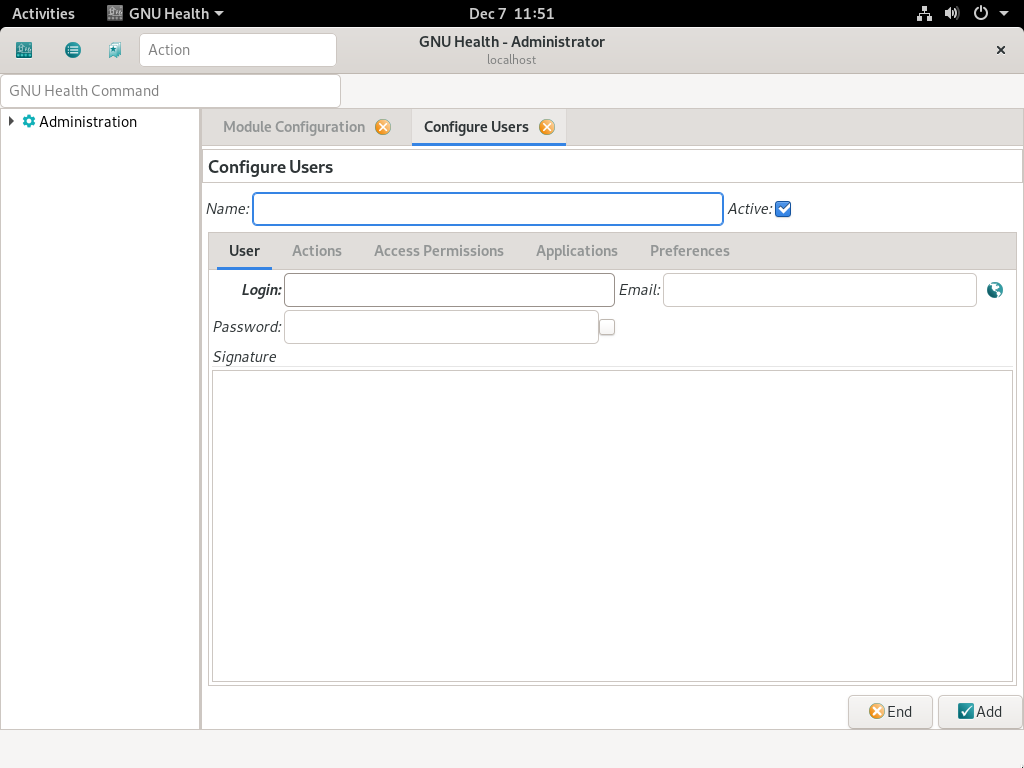 Activities GNU Health Dec 7 11:51
Action GNU Health - Administrator
localhost
GNU Health Command
Administration
Module Configuration Configure Users
Configure Users
Name: Active:
User Actions Access Permissions Applications Preferences
Login: Email:
Password:
Signature
End Add